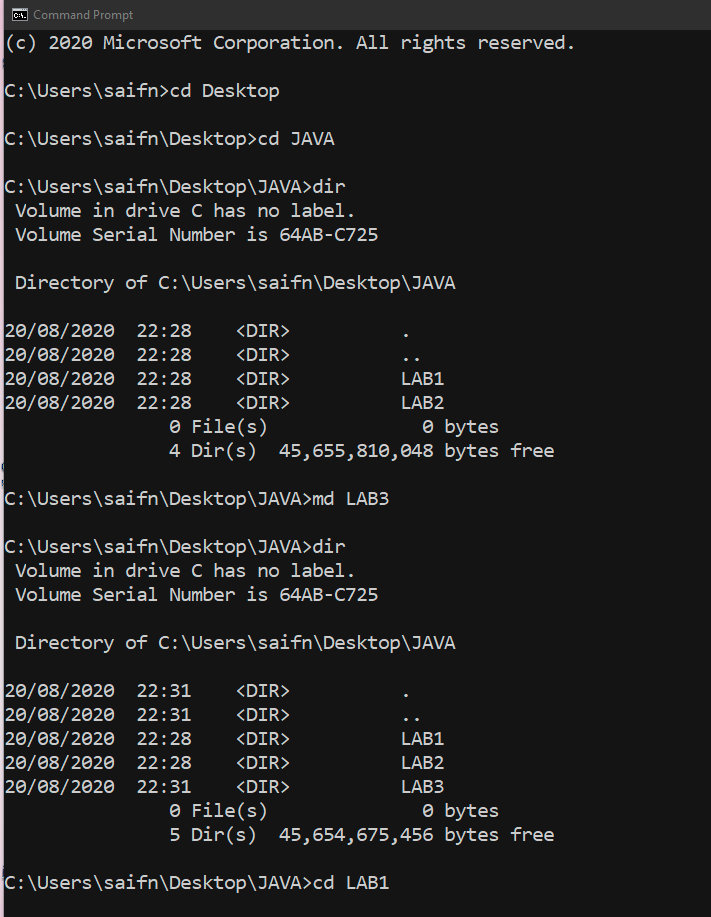 Command Prompt
(c) 2020 Microsoft Corporation. All rights reserved.
C:\Users\saifn>cd Desktop
C:\Users\saifn\Desktop>cd JAVA
C:\Users\saifn\Desktop\JAVA>dir
 Volume in drive C has no label.
 Volume Serial Number is 64AB-C725
 Directory of C:\Users\saifn\Desktop\JAVA
20/08/2020  22:28    <DIR>          .
20/08/2020  22:28    <DIR>          ..
20/08/2020  22:28    <DIR>          LAB1
20/08/2020  22:28    <DIR>          LAB2
               0 File(s)              0 bytes
               4 Dir(s)  45,655,810,048 bytes free
C:\Users\saifn\Desktop\JAVA>md LAB3
C:\Users\saifn\Desktop\JAVA>dir
 Volume in drive C has no label.
 Volume Serial Number is 64AB-C725
 Directory of C:\Users\saifn\Desktop\JAVA
20/08/2020  22:31    <DIR>          .
20/08/2020  22:31    <DIR>          ..
20/08/2020  22:28    <DIR>          LAB1
20/08/2020  22:28    <DIR>          LAB2
20/08/2020  22:31    <DIR>          LAB3
               0 File(s)              0 bytes
               5 Dir(s)  45,654,675,456 bytes free
C:\Users\saifn\Desktop\JAVA>cd LAB1